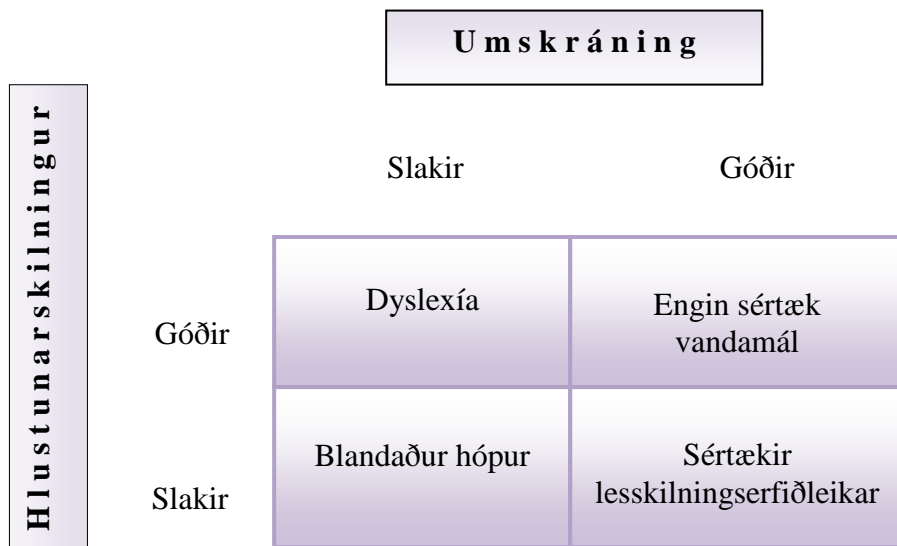 Umskráning
Hlustunarskilningur
Slakir Góðir
Góðir
Dyslexía
Engin sértæk
vandamál
Slakir
Blandaður hópur
Sértækir
lesskilningserfiðleikar